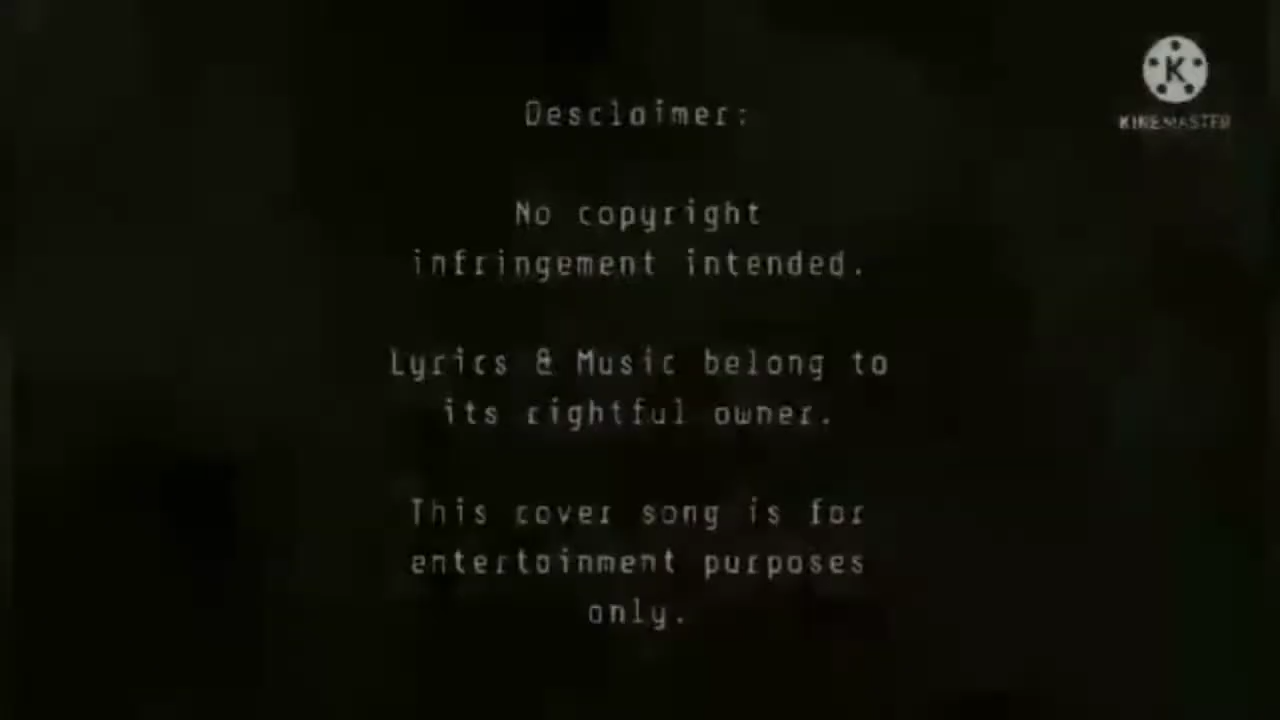 Desclaimer:
No copyright
infringement intended.
Lyrics & Music belong to
its rightful owner.
This cover song is for
entertainment purposes
only.
K
KINEMASTER